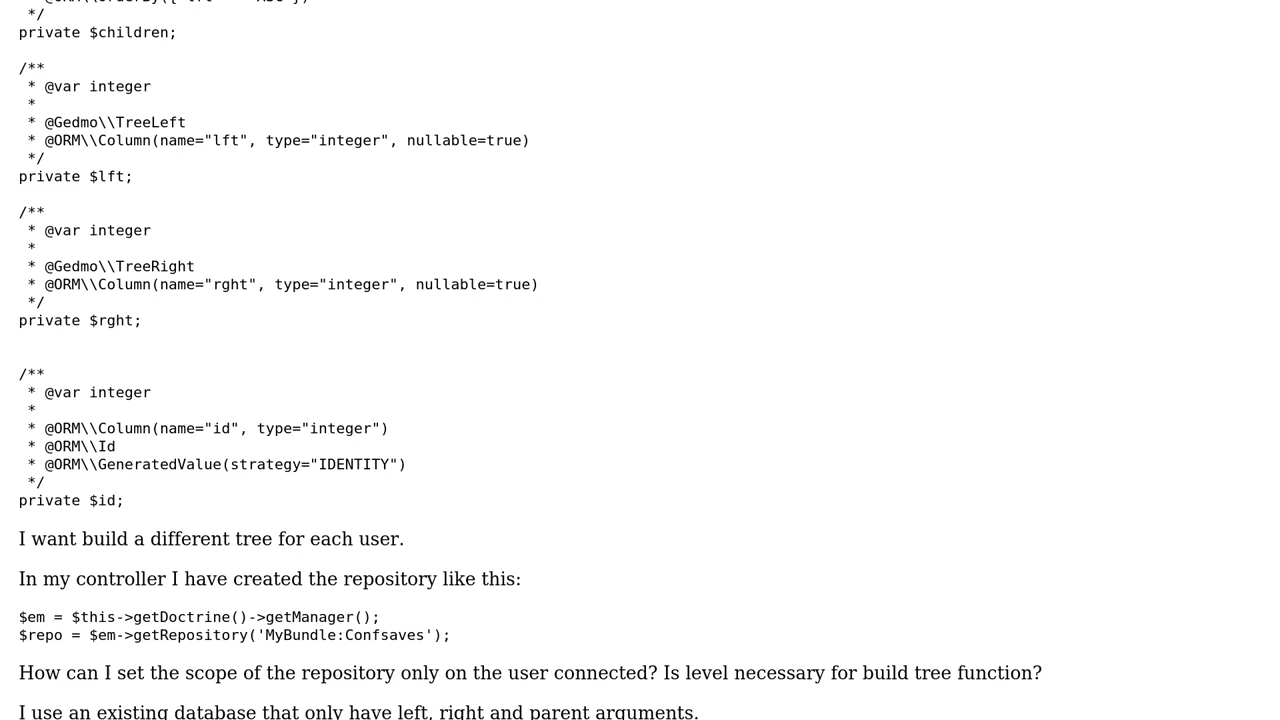 */
private $children;
/**
* @var integer
*
* @Gedmo\\TreeLeft
* @ORM\\Column(name="lft", type="integer", nullable=true)
*/
private $lft;
/**
* @var integer
*
* @Gedmo\\TreeRight
* @ORM\\Column(name="rght", type="integer", nullable=true)
*/
private $rght;
/**
* @var integer
*
* @ORM\\Column(name="id", type="integer")
* @ORM\\Id
* @ORM\\GeneratedValue(strategy="IDENTITY")
*/
private $id;
I want build a different tree for each user.
In my controller I have created the repository like this:
$em = $this->getDoctrine()->getManager();
$repo = $em->getRepository('MyBundle:Confsaves');
How can I set the scope of the repository only on the user connected? Is level necessary for build tree function?
I use an existing database that only have left, right and parent arguments.